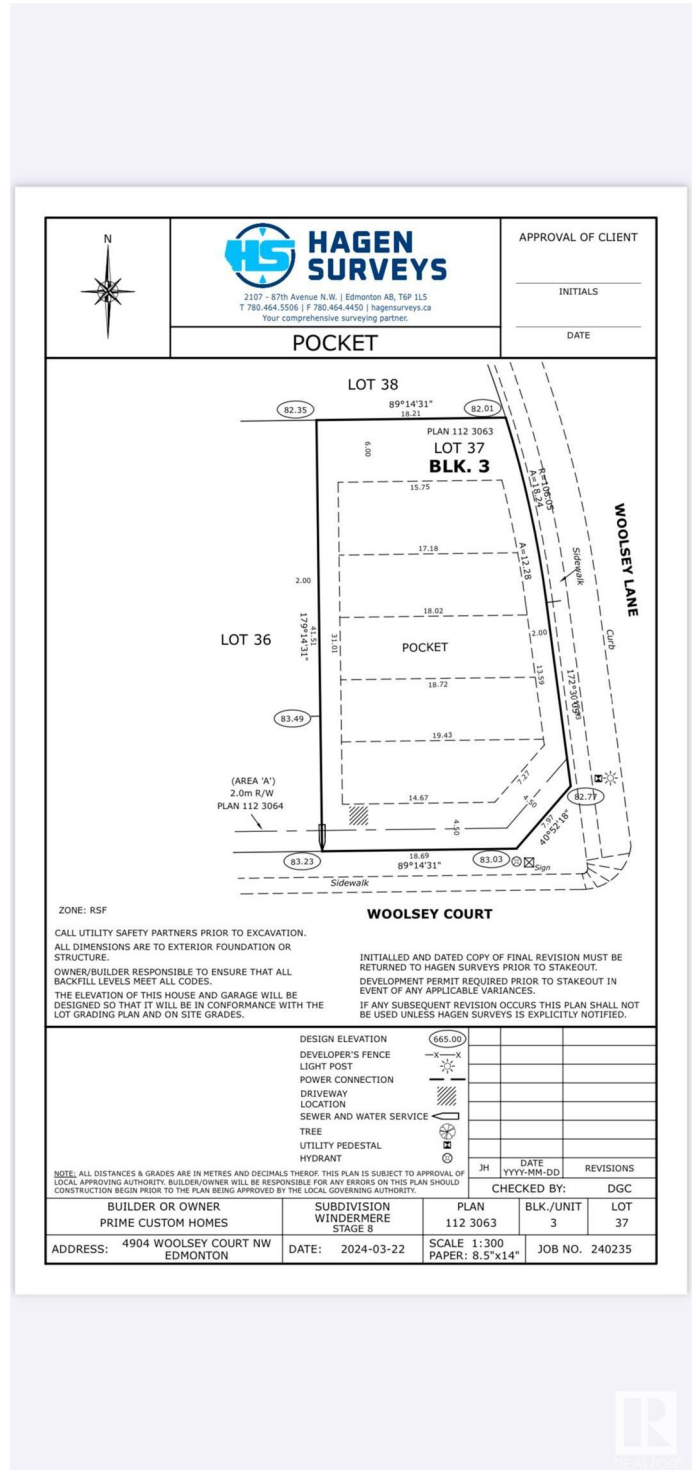 N
HAGEN
SURVEYS
2107 - 87th Avenue N.W. | Edmonton AB, T6P 1L5
T 780.464.5506 | F 780.464.4450 | hagensurveys.ca
Your comprehensive surveying partner.
POCKET
APPROVAL OF CLIENT
INITIALS
DATE
LOT 38
82.35
89°14'31"
18.21
82.01
PLAN 112 3063
LOT 37
BLK. 3
6.00
15.75
R=106.05
A=18.24
A=12.28
17.18
WOOLSEY LANE
Sidewalk
2.00
179°14'31"
41.51
31.01
18.02
2.00
LOT 36
POCKET
Curb
13.59
172°30'05"
18.72
83.49
19.43
7.27
(AREA 'A')
2.0m R/W
PLAN 112 3064
14.67
4.50
4.50
82.77
7.97
40°52'18"
83.23
18.69
89°14'31"
83.03
Sign
Sidewalk
WOOLSEY COURT
ZONE: RSF
CALL UTILITY SAFETY PARTNERS PRIOR TO EXCAVATION.
ALL DIMENSIONS ARE TO EXTERIOR FOUNDATION OR
STRUCTURE.
OWNER/BUILDER RESPONSIBLE TO ENSURE THAT ALL
BACKFILL LEVELS MEET ALL CODES.
THE ELEVATION OF THIS HOUSE AND GARAGE WILL BE
DESIGNED SO THAT IT WILL BE IN CONFORMANCE WITH THE
LOT GRADING PLAN AND ON SITE GRADES.
INITIALLED AND DATED COPY OF FINAL REVISION MUST BE
RETURNED TO HAGEN SURVEYS PRIOR TO STAKEOUT.
DEVELOPMENT PERMIT REQUIRED PRIOR TO STAKEOUT IN
EVENT OF ANY APPLICABLE VARIANCES.
IF ANY SUBSEQUENT REVISION OCCURS THIS PLAN SHALL NOT
BE USED UNLESS HAGEN SURVEYS IS EXPLICITLY NOTIFIED.
DESIGN ELEVATION 665.00
DEVELOPER'S FENCE —X—X
LIGHT POST
POWER CONNECTION
DRIVEWAY
LOCATION
SEWER AND WATER SERVICE
TREE
UTILITY PEDESTAL H
HYDRANT
NOTE: ALL DISTANCES & GRADES ARE IN METRES AND DECIMALS THEROF. THIS PLAN IS SUBJECT TO APPROVAL OF
LOCAL APPROVING AUTHORITY. BUILDER/OWNER WILL BE RESPONSIBLE FOR ANY ERRORS ON THIS PLAN SHOULD
CONSTRUCTION BEGIN PRIOR TO THE PLAN BEING APPROVED BY THE LOCAL GOVERNING AUTHORITY.
JH
DATE
YYYY-MM-DD
REVISIONS
CHECKED BY: DGC
BUILDER OR OWNER
PRIME CUSTOM HOMES
SUBDIVISION
WINDERMERE
STAGE 8
PLAN
112 3063
BLK./UNIT
3
LOT
37
ADDRESS: 4904 WOOLSEY COURT NW
EDMONTON
DATE: 2024-03-22
SCALE 1:300
PAPER: 8.5"x14"
JOB NO. 240235
REALTOR